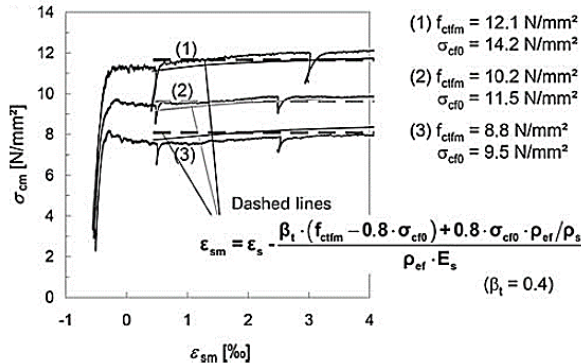 14
12
10
8
6
4
2
0
σcm [N/mm²]
-1 0 1 2 3 4
εsm [‰]
(1)
(2)
(3)
Dashed lines
(1) fctfm = 12.1 N/mm²
σcf0 = 14.2 N/mm²
(2) fctfm = 10.2 N/mm²
σcf0 = 11.5 N/mm²
(3) fctfm = 8.8 N/mm²
σcf0 = 9.5 N/mm²
εsm = εs - βt · (fctfm − 0.8 · σcf0) + 0.8 · σcf0 · ρef/ρs
ρef · Es
(βt = 0.4)